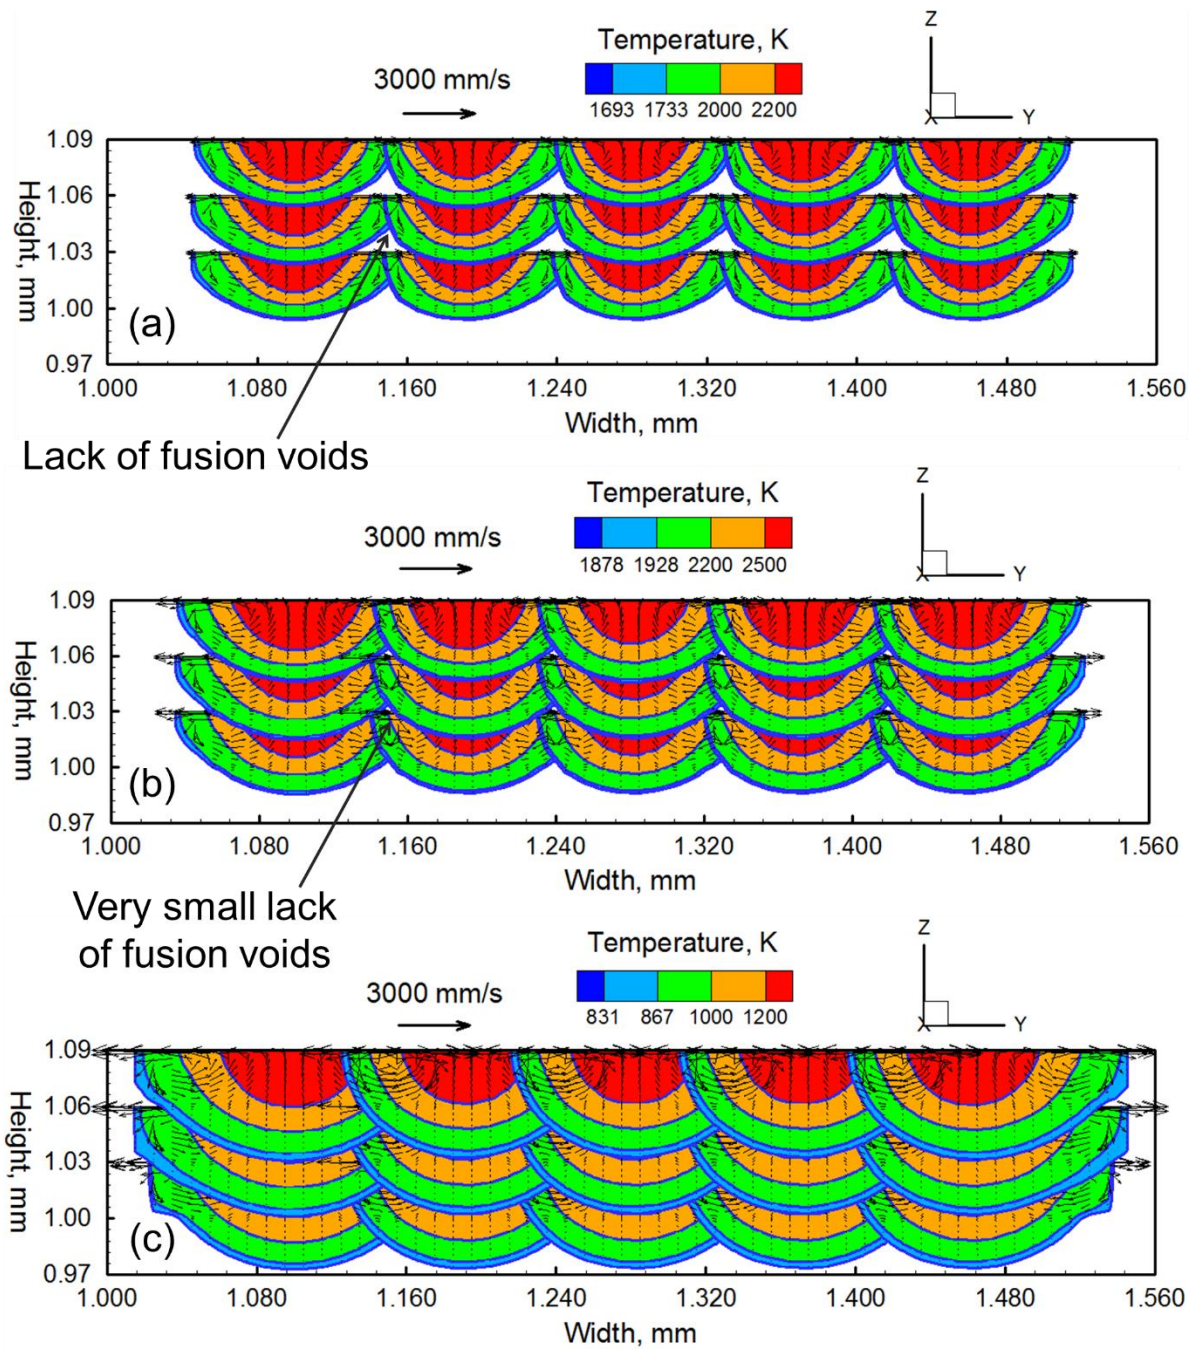 Temperature, K
1693 1733 2000 2200
3000 mm/s
Z
X Y
1.09
1.06
1.03
1.00
0.97
Height, mm
(a)
1.000 1.080 1.160 1.240 1.320 1.400 1.480 1.560
Width, mm
Lack of fusion voids
Temperature, K
1878 1928 2200 2500
3000 mm/s
Z
X Y
1.09
1.06
1.03
1.00
0.97
Height, mm
(b)
1.000 1.080 1.160 1.240 1.320 1.400 1.480 1.560
Width, mm
Very small lack
of fusion voids
Temperature, K
831 867 1000 1200
3000 mm/s
Z
X Y
1.09
1.06
1.03
1.00
0.97
Height, mm
(c)
1.000 1.080 1.160 1.240 1.320 1.400 1.480 1.560
Width, mm